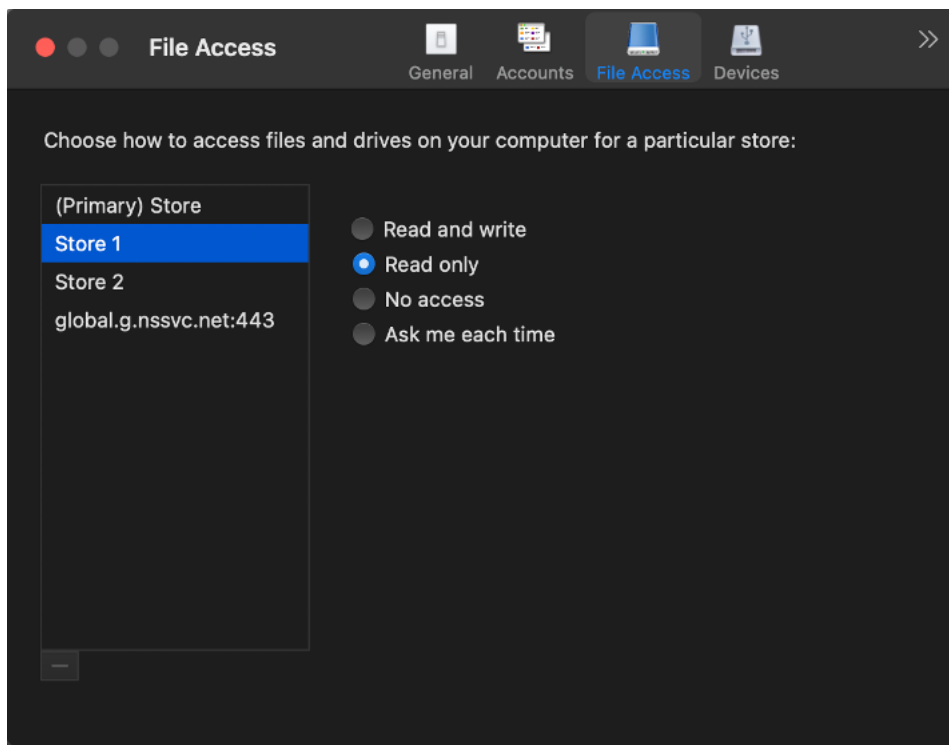 File Access
General
Accounts
File Access
Devices
Choose how to access files and drives on your computer for a particular store:
(Primary) Store
Store 1
Store 2
global.g.nssvc.net:443
Read and write
Read only
No access
Ask me each time